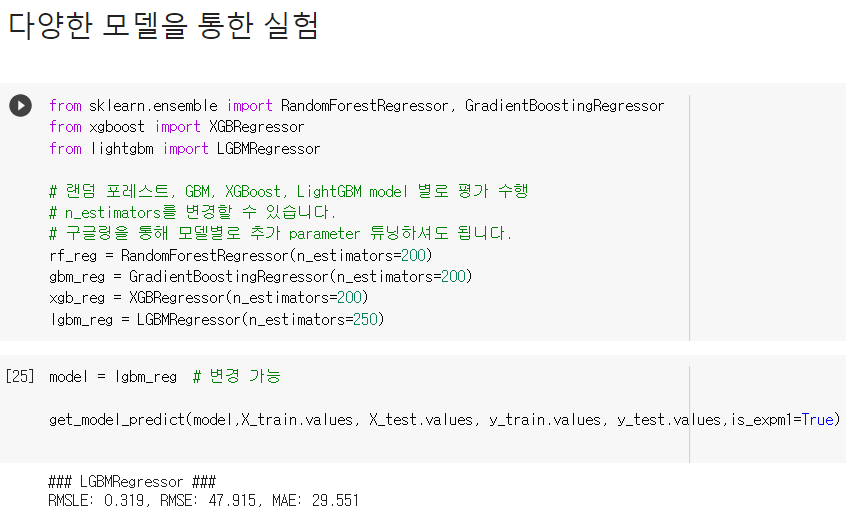 다양한 모델을 통한 실험
from sklearn.ensemble import RandomForestRegressor, GradientBoostingRegressor
from xgboost import XGBRegressor
from lightgbm import LGBMRegressor
# 랜덤 포레스트, GBM, XGBoost, LightGBM model 별로 평가 수행
# n_estimators를 변경할 수 있습니다.
# 구글링을 통해 모델별로 추가 parameter 튜닝하셔도 됩니다.
rf_reg = RandomForestRegressor(n_estimators=200)
gbm_reg = GradientBoostingRegressor(n_estimators=200)
xgb_reg = XGBRegressor(n_estimators=200)
lgbm_reg = LGBMRegressor(n_estimators=250)
[25] model = lgbm_reg  # 변경 가능
get_model_predict(model,X_train.values, X_test.values, y_train.values, y_test.values,is_expm1=True)
### LGBMRegressor ###
RMSLE: 0.319, RMSE: 47.915, MAE: 29.551